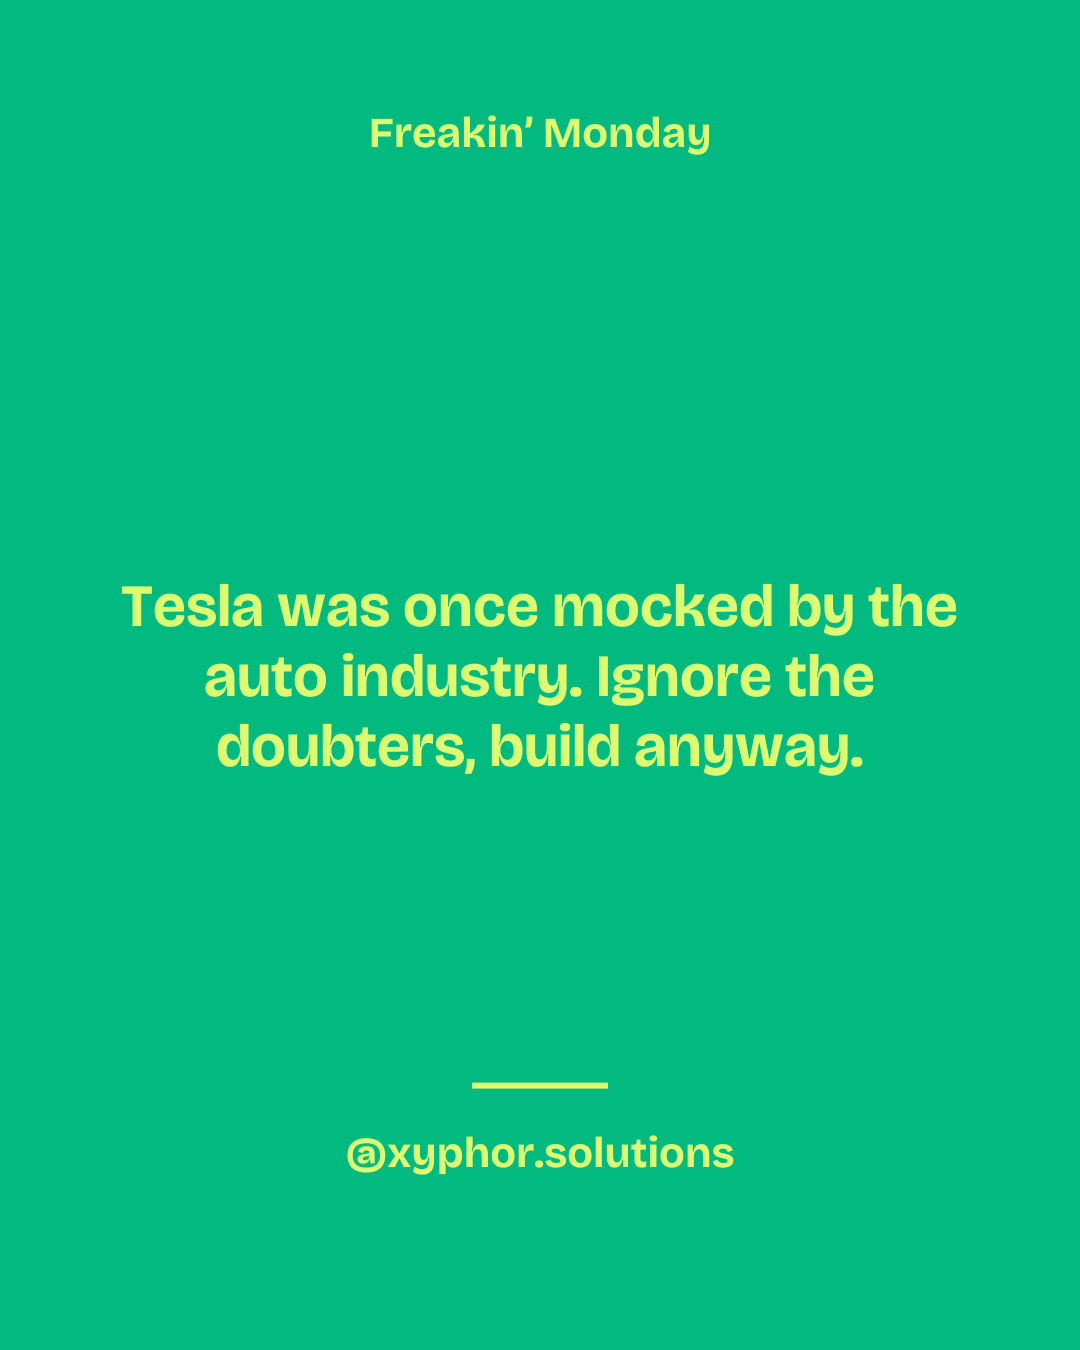 Freakin’ Monday
Tesla was once mocked by the
auto industry. Ignore the
doubters, build anyway.
@xyphor.solutions